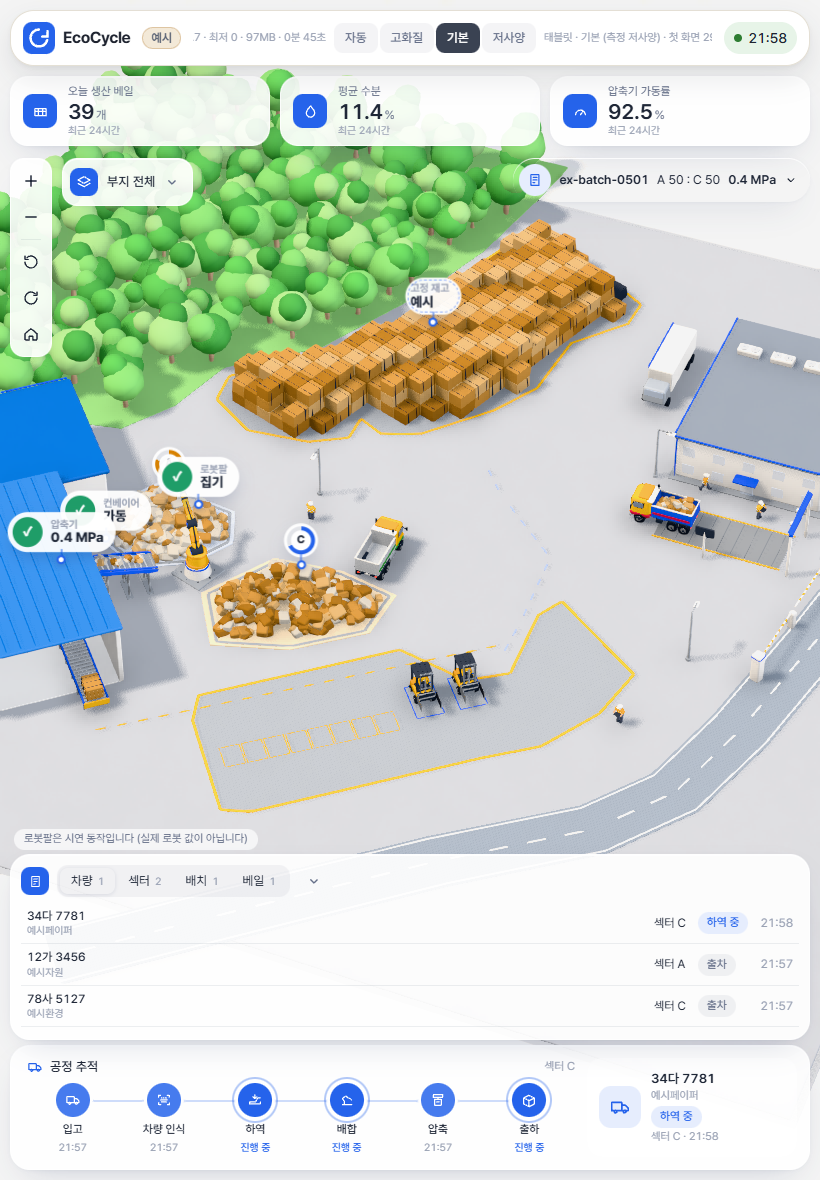 EcoCycle
예시
7 · 최저 0 · 97MB · 0분 45초
자동
고화질
기본
저사양
태블릿 · 기본 (측정 저사양) · 첫 화면
21:58
오늘 생산 베일
39개
최근 24시간
평균 수분
11.4%
최근 24시간
압축기 가동률
92.5%
최근 24시간
부지 전체
ex-batch-0501 A 50 : C 50 0.4 MPa
고정 재고
예시
로봇팔
집기
컨베이어
가동
압축기
0.4 MPa
C
로봇팔은 시연 동작입니다 (실제 로봇 값이 아닙니다)
차량 1
섹터 2
배치 1
베일 1
34다 7781
예시페이퍼
섹터 C 하역 중 21:58
12가 3456
예시자원
섹터 A 출차 21:57
78사 5127
예시환경
섹터 C 출차 21:57
공정 추적
섹터 C
입고
21:57
차량 인식
21:57
하역
진행 중
배합
진행 중
압축
21:57
출하
진행 중
34다 7781
예시페이퍼
하역 중
섹터 C · 21:58